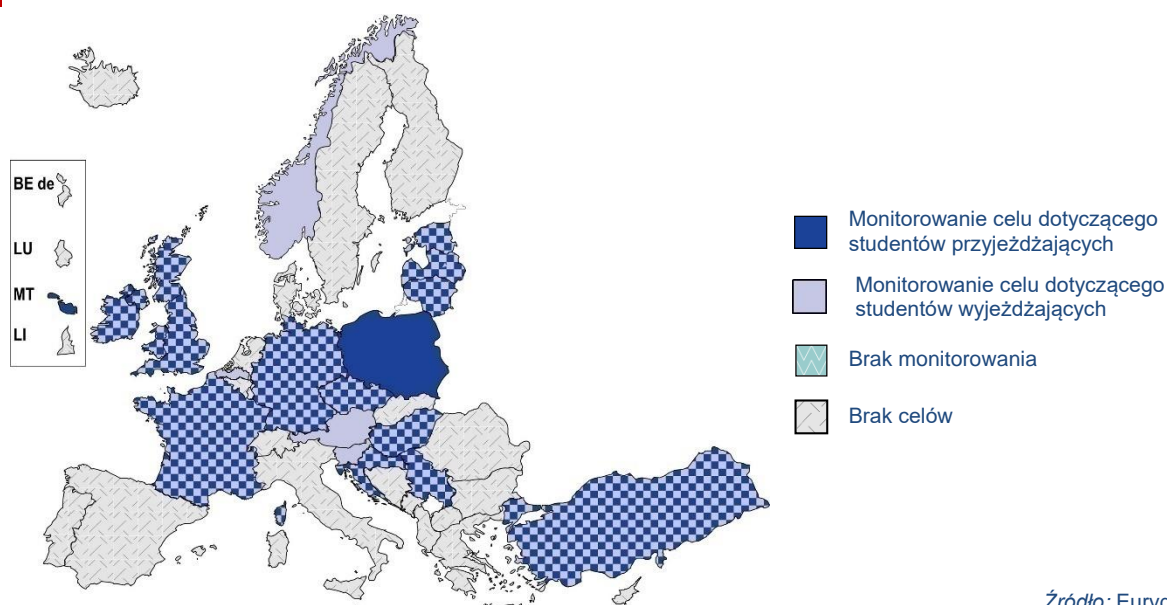 BE de
LU
MT
LI
Monitorowanie celu dotyczącego
studentów przyjeżdżających
Monitorowanie celu dotyczącego
studentów wyjeżdżających
Brak monitorowania
Brak celów
Źródło: